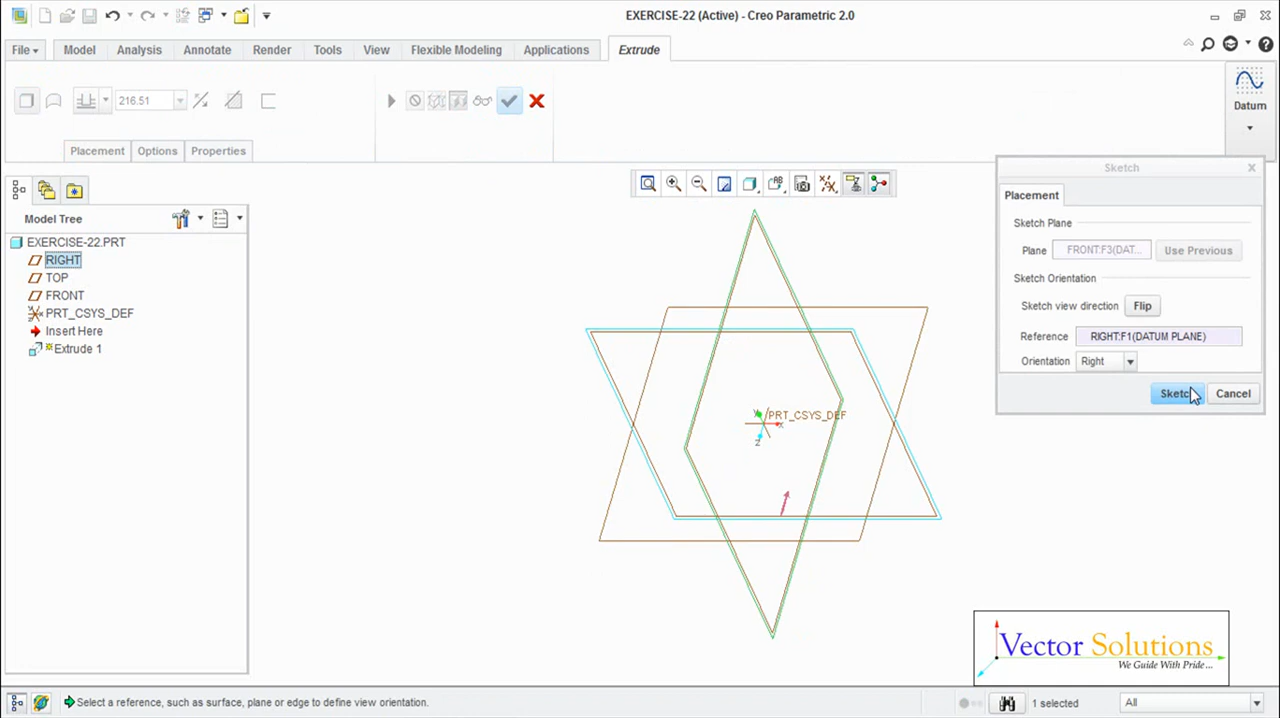 EXERCISE-22 (Active) - Creo Parametric 2.0
File Model Analysis Annotate Render Tools View Flexible Modeling Applications Extrude
216.51
Datum
Placement Options Properties
Sketch
Placement
Sketch Plane
Plane FRONT:F3(DAT... Use Previous
Sketch Orientation
Sketch view direction Flip
Reference RIGHT:F1(DATUM PLANE)
Orientation Right
Sketch Cancel
Model Tree
EXERCISE-22.PRT
RIGHT
TOP
FRONT
PRT_CSYS_DEF
Insert Here
Extrude 1
PRT_CSYS_DEF
Y
X
Z
Vector Solutions
We Guide With Pride...
Select a reference, such as surface, plane or edge to define view orientation.
1 selected All